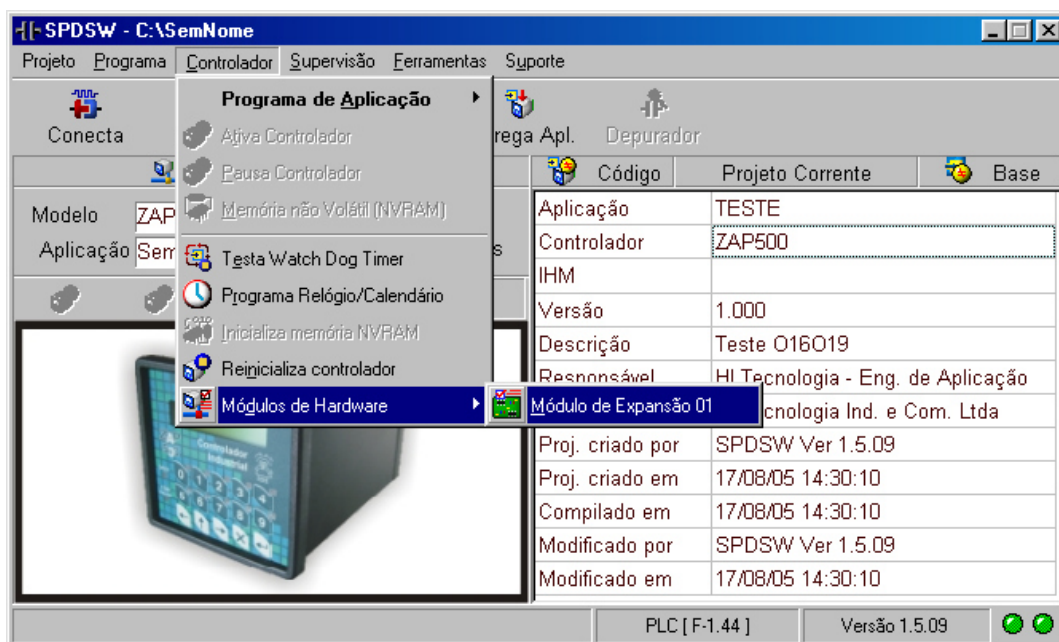 SPDSW - C:\SemNome
Projeto Programa Controlador Supervisão Ferramentas Suporte
Conecta
rega Apl.
Depurador
Programa de Aplicação
Ativa Controlador
Pausa Controlador
Memória não Volátil (NVRAM)
Testa Watch Dog Timer
Programa Relógio/Calendário
Inicializa memória NVRAM
Reinicializa controlador
Módulos de Hardware
Módulo de Expansão 01
Modelo ZAP
Aplicação Sem s
Controlador Industrial
Código Projeto Corrente Base
Aplicação TESTE
Controlador ZAP500
IHM
Versão 1.000
Descrição Teste O16O19
Responsável HI Tecnologia - Eng. de Aplicação
cnologia Ind. e Com. Ltda
Proj. criado por SPDSW Ver 1.5.09
Proj. criado em 17/08/05 14:30:10
Compilado em 17/08/05 14:30:10
Modificado por SPDSW Ver 1.5.09
Modificado em 17/08/05 14:30:10
PLC [ F-1.44 ] Versão 1.5.09